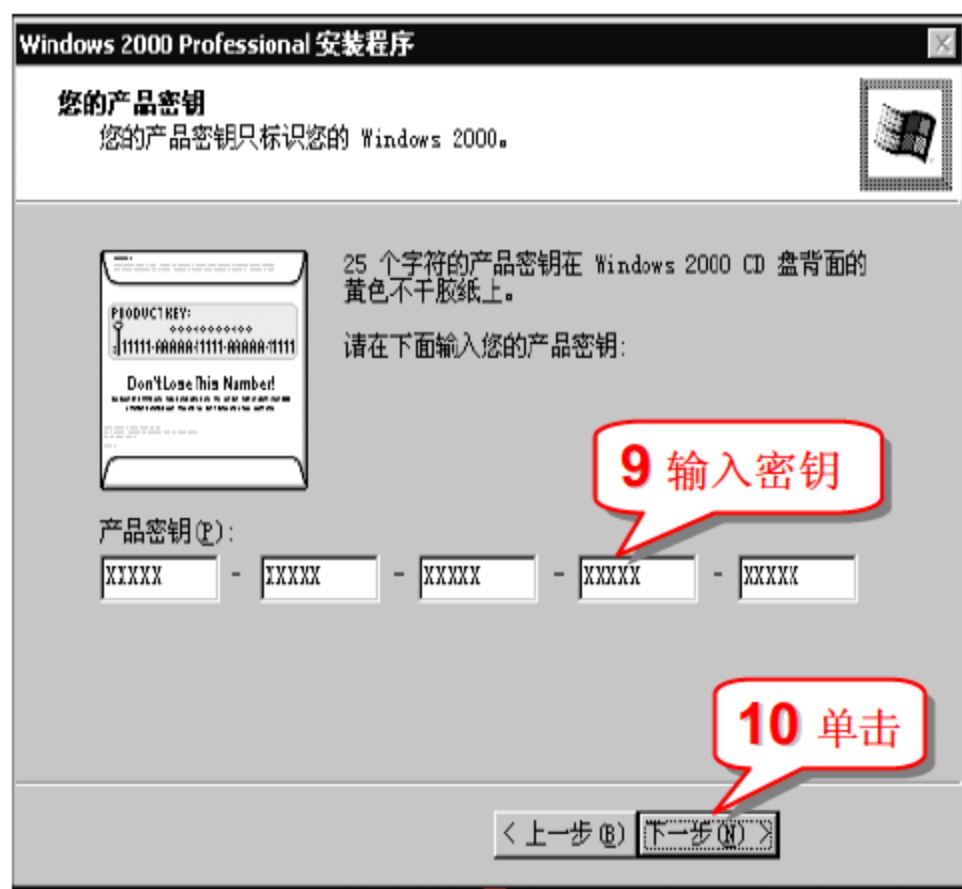 Windows 2000 Professional 安装程序
您的产品密钥
您的产品密钥只标识您的 Windows 2000。
25 个字符的产品密钥在 Windows 2000 CD 盘背面的
黄色不干胶纸上。
请在下面输入您的产品密钥:
PRODUCT KEY:
11111-AAAAA-11111-AAAAA-11111
Don't Lose This Number!
9 输入密钥
产品密钥(P):
XXXXX - XXXXX - XXXXX - XXXXX - XXXXX
10 单击
< 上一步(B) 下一步(N) >